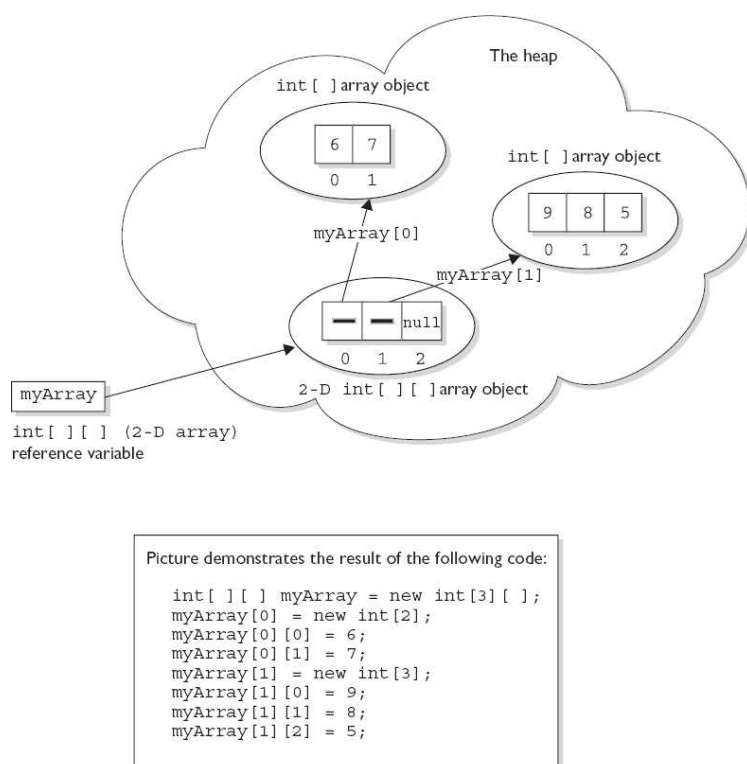 The heap
int[ ]array object
6 7
0 1
int[ ]array object
9 8 5
0 1 2
myArray[0]
myArray[1]
null
0 1 2
2-D int[ ][ ]array object
myArray
int[ ][ ] (2-D array)
reference variable
Picture demonstrates the result of the following code:
int[ ][ ] myArray = new int[3][ ];
myArray[0] = new int[2];
myArray[0][0] = 6;
myArray[0][1] = 7;
myArray[1] = new int[3];
myArray[1][0] = 9;
myArray[1][1] = 8;
myArray[1][2] = 5;